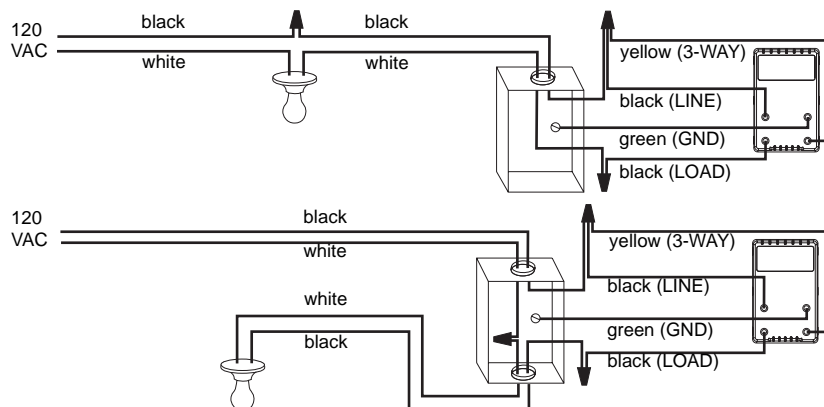 120
VAC
black
black
white
white
yellow (3-WAY)
black (LINE)
green (GND)
black (LOAD)
120
VAC
black
white
white
black
yellow (3-WAY)
black (LINE)
green (GND)
black (LOAD)